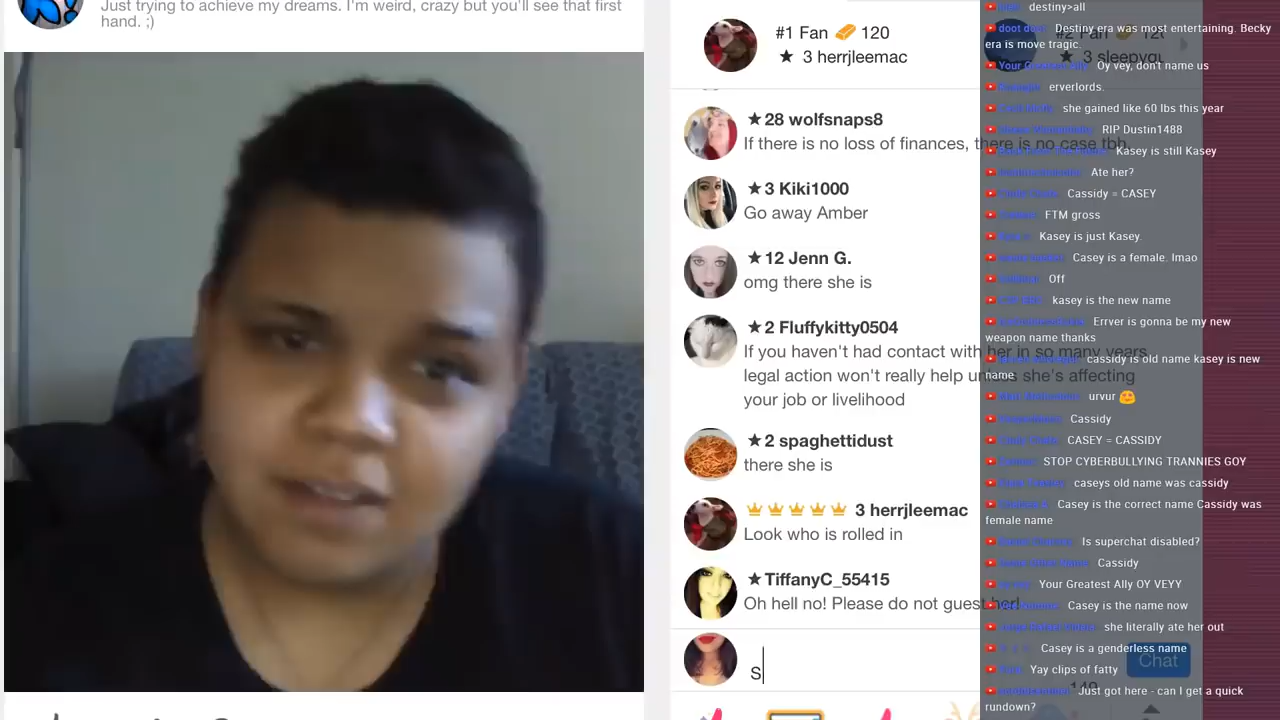 Just trying to achieve my dreams. I'm weird, crazy but you'll see that first
hand. ;)
#1 Fan 120
★ 3 herrjleemac
★28 wolfsnaps8
If there is no loss of finances, there is no case tbh.
★3 Kiki1000
Go away Amber
★12 Jenn G.
omg there she is
★2 Fluffykitty0504
If you haven't had contact with her in so many years
legal action won't really help unless she's affecting
your job or livelihood
★2 spaghettidust
there she is
3 herrjleemac
Look who is rolled in
★TiffanyC_55415
Oh hell no! Please do not guest her!
S
Chat
149
#2 Fan
★ 3 sleepygu
destiny>all
Destiny era was most entertaining. Becky
era is move tragic.
Oy vey, don't name us
erverlords.
she gained like 60 lbs this year
RIP Dustin1488
Kasey is still Kasey
Ate her?
Cassidy = CASEY
FTM gross
Kasey is just Kasey.
Casey is a female. lmao
Off
kasey is the new name
Errver is gonna be my new
weapon name thanks
cassidy is old name kasey is new
name
urvur
Cassidy
CASEY = CASSIDY
STOP CYBERBULLYING TRANNIES GOY
caseys old name was cassidy
Casey is the correct name Cassidy was
female name
Is superchat disabled?
Cassidy
Your Greatest Ally OY VEYY
Casey is the name now
she literally ate her out
Casey is a genderless name
Yay clips of fatty
Just got here - can I get a quick
rundown?